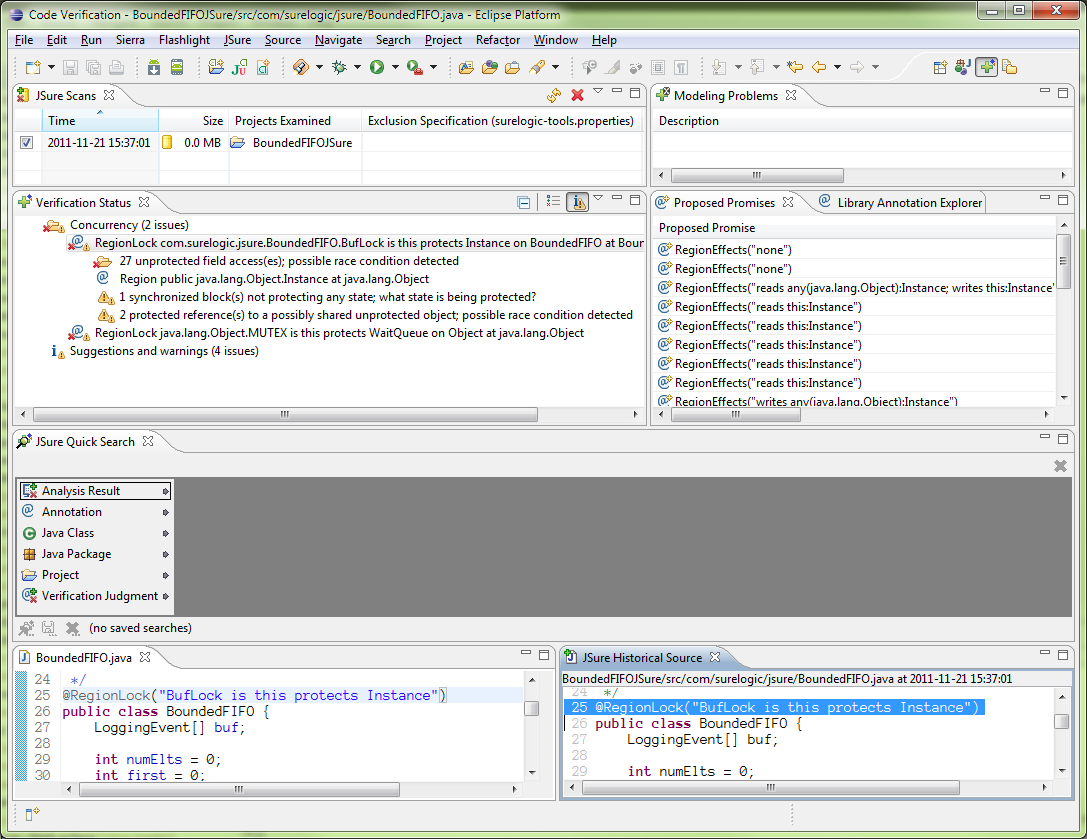 Code Verification - BoundedFIFOJSure/src/com/surelogic/jsure/BoundedFIFO.java - Eclipse Platform
File Edit Run Sierra Flashlight JSure Source Navigate Search Project Refactor Window Help
JSure Scans
Time Size Projects Examined Exclusion Specification (surelogic-tools.properties)
2011-11-21 15:37:01 0.0 MB BoundedFIFOJSure
Modeling Problems
Description
Verification Status
Concurrency (2 issues)
RegionLock com.surelogic.jsure.BoundedFIFO.BufLock is this protects Instance on BoundedFIFO at Boun
27 unprotected field access(es); possible race condition detected
Region public java.lang.Object.Instance at java.lang.Object
1 synchronized block(s) not protecting any state; what state is being protected?
2 protected reference(s) to a possibly shared unprotected object; possible race condition detected
RegionLock java.lang.Object.MUTEX is this protects WaitQueue on Object at java.lang.Object
Suggestions and warnings (4 issues)
Proposed Promises Library Annotation Explorer
Proposed Promise
RegionEffects("none")
RegionEffects("none")
RegionEffects("reads any(java.lang.Object):Instance; writes this:Instance"
RegionEffects("reads this:Instance")
RegionEffects("reads this:Instance")
RegionEffects("reads this:Instance")
RegionEffects("reads this:Instance")
RegionEffects("reads this:Instance")
RegionEffects("writes any(java.lang.Object):Instance")
JSure Quick Search
Analysis Result
Annotation
Java Class
Java Package
Project
Verification Judgment
(no saved searches)
BoundedFIFO.java
24 */
25 @RegionLock("BufLock is this protects Instance")
26 public class BoundedFIFO {
27 LoggingEvent[] buf;
28
29 int numElts = 0;
30 int first = 0;
JSure Historical Source
BoundedFIFOJSure/src/com/surelogic/jsure/BoundedFIFO.java at 2011-11-21 15:37:01
24 */
25 @RegionLock("BufLock is this protects Instance")
26 public class BoundedFIFO {
27 LoggingEvent[] buf;
28
29 int numElts = 0;